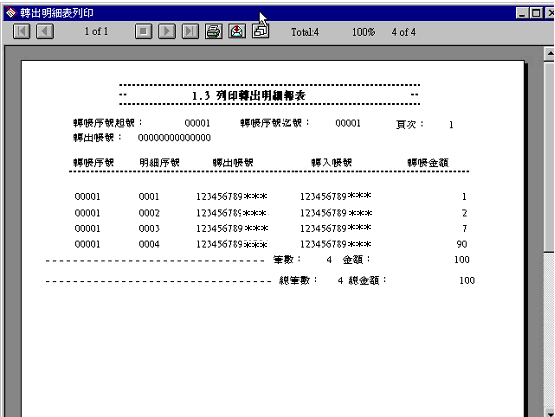 轉出明細表列印
1 of 1 Total:4 100% 4 of 4
1.3 列印轉出明細報表
轉帳序號起號： 00001 轉帳序號迄號： 00001 頁次： 1
轉出帳號： 00000000000000
轉帳序號 明細序號 轉出帳號 轉入帳號 轉帳金額
00001 0001 123456789*** 123456789*** 1
00001 0002 123456789*** 123456789*** 2
00001 0003 123456789*** 123456789*** 7
00001 0004 123456789*** 123456789*** 90
筆數： 4 金額： 100
總筆數： 4 總金額： 100